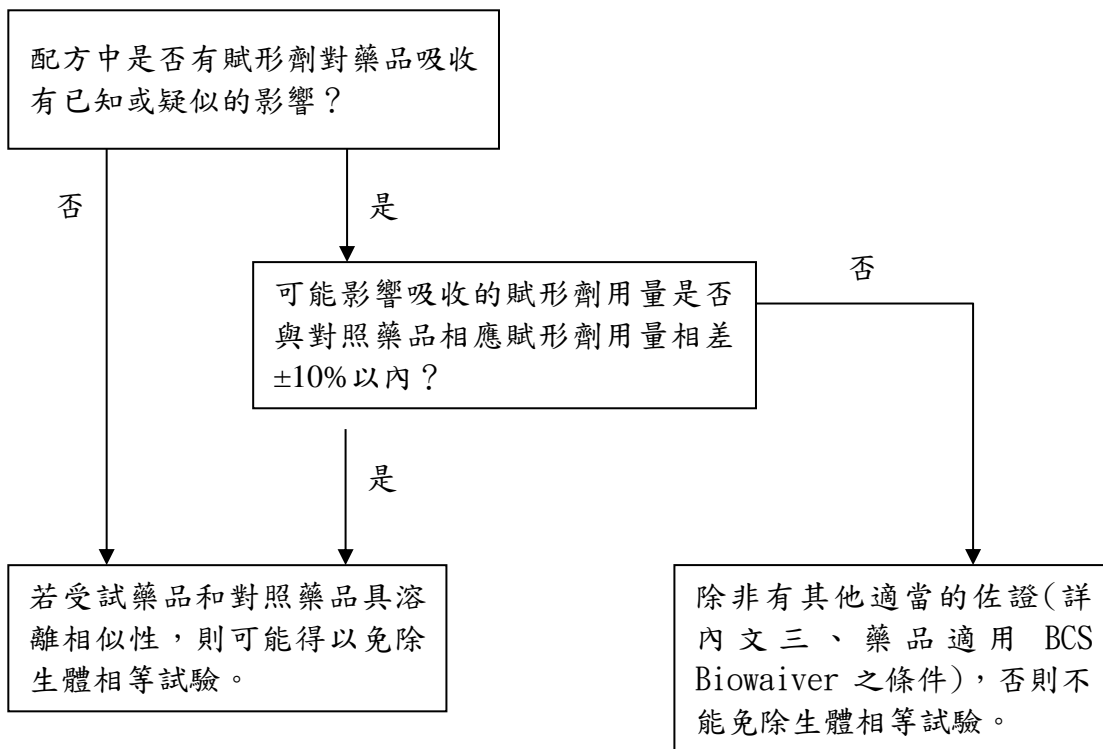 配方中是否有賦形劑對藥品吸收
有已知或疑似的影響？
否
是
可能影響吸收的賦形劑用量是否
與對照藥品相應賦形劑用量相差
±10%以內？
否
是
若受試藥品和對照藥品具溶
離相似性，則可能得以免除
生體相等試驗。
除非有其他適當的佐證(詳
內文三、藥品適用 BCS
Biowaiver 之條件)，否則不
能免除生體相等試驗。